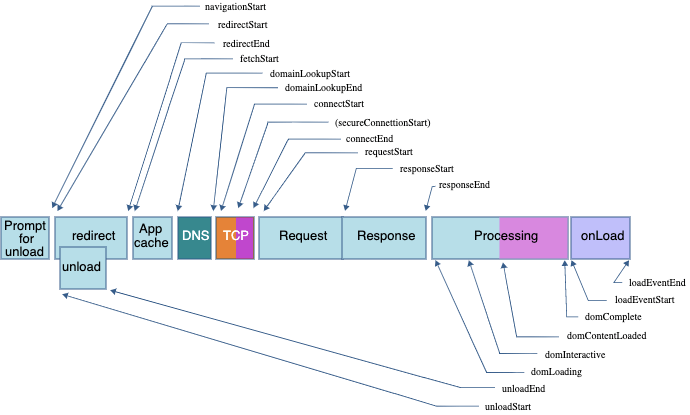 navigationStart
redirectStart
redirectEnd
fetchStart
domainLookupStart
domainLookupEnd
connectStart
(secureConnettionStart)
connectEnd
requestStart
responseStart
responseEnd
Prompt
for
unload
redirect
unload
App
cache
DNS
TCP
Request
Response
Processing
onLoad
loadEventEnd
loadEventStart
domComplete
domContentLoaded
domInteractive
domLoading
unloadEnd
unloadStart